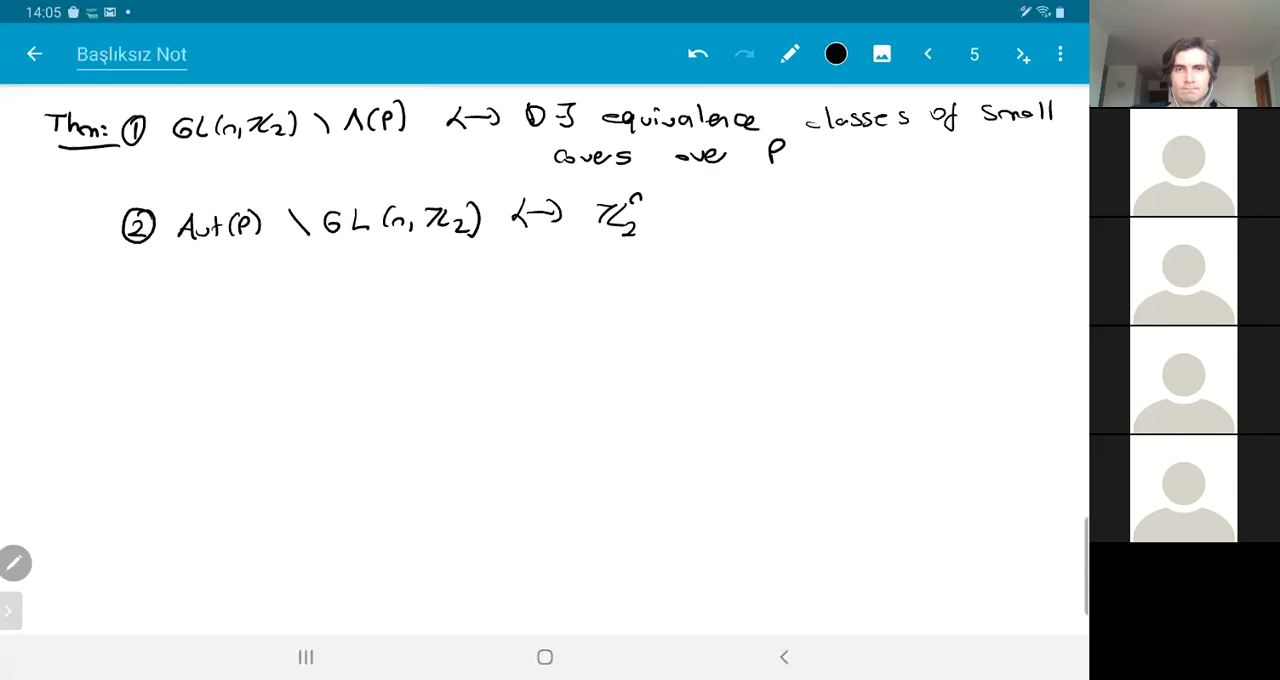 14:05
Başlıksız Not
5
Thm: ① GL(n,ℤ₂) \ Λ(P) ↔ D-J equivalence classes of small
covers over P
② Aut(P) \ GL(n, ℤ₂) ↔ ℤ₂ⁿ